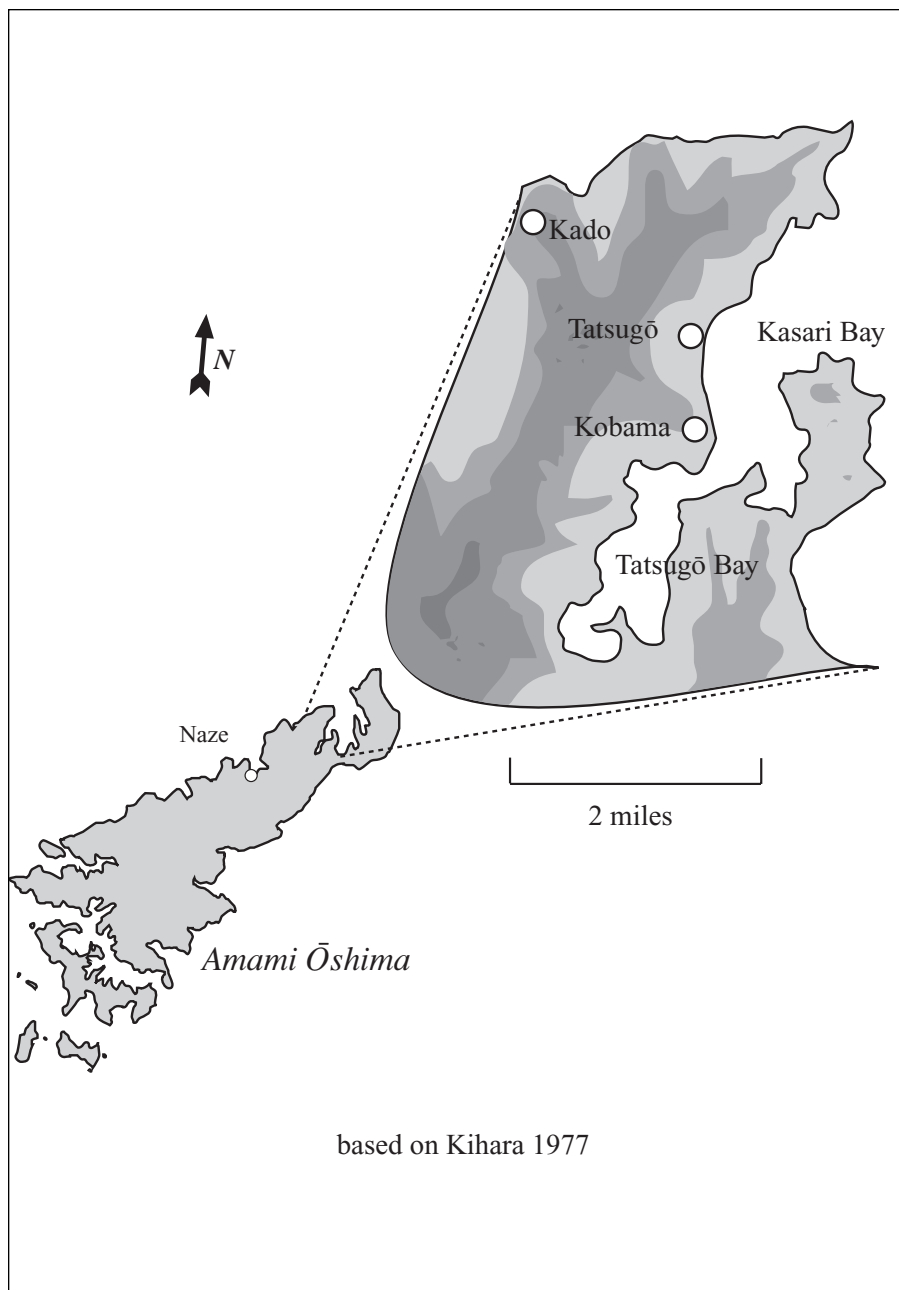 Kado
Tatsugō
Kasari Bay
N
Kobama
Tatsugō Bay
Naze
2 miles
Amami Ōshima
based on Kihara 1977